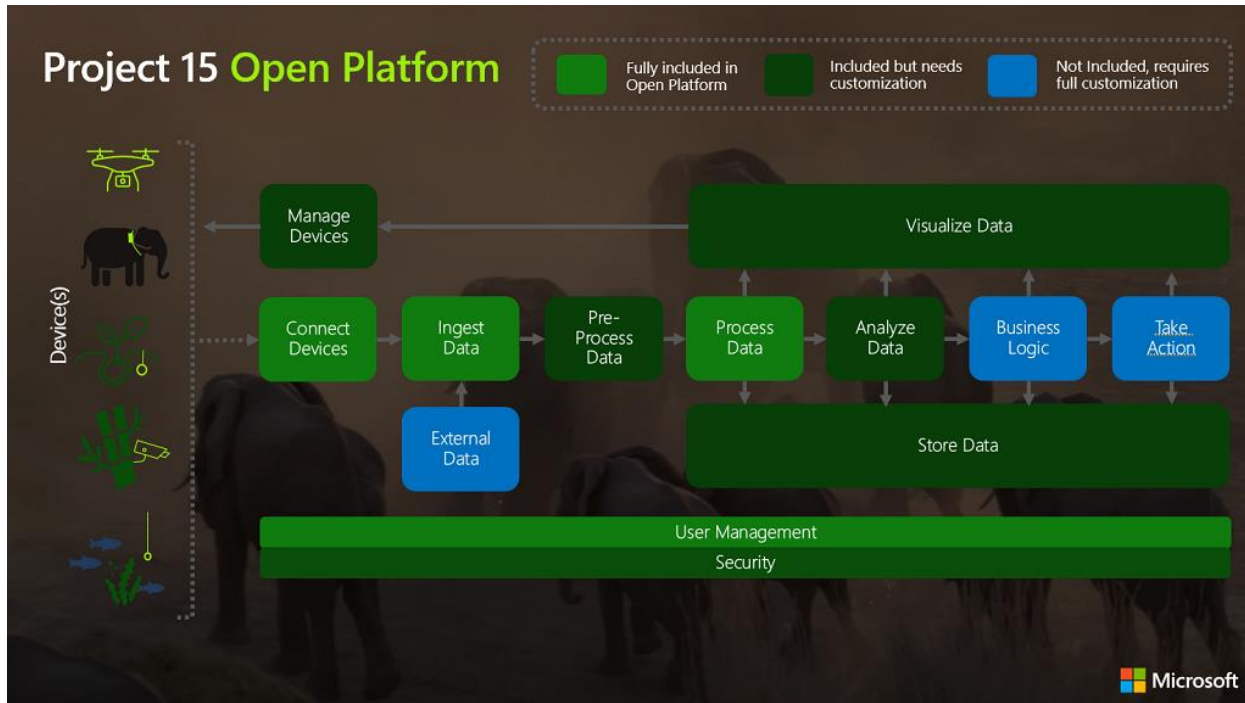 Project 15 Open Platform
Fully included in
Open Platform
Included but needs
customization
Not Included, requires
full customization
Device(s)
Manage
Devices
Visualize Data
Connect
Devices
Ingest
Data
Pre-
Process
Data
Process
Data
Analyze
Data
Business
Logic
Take
Action
External
Data
Store Data
User Management
Security
Microsoft